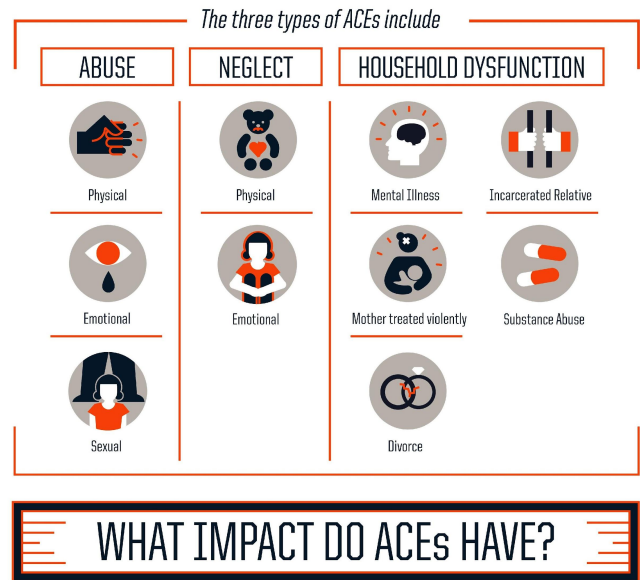 The three types of ACEs include
ABUSE
NEGLECT
HOUSEHOLD DYSFUNCTION
Physical
Physical
Mental Illness
Incarcerated Relative
Emotional
Emotional
Mother treated violently
Substance Abuse
Sexual
Divorce
WHAT IMPACT DO ACEs HAVE?